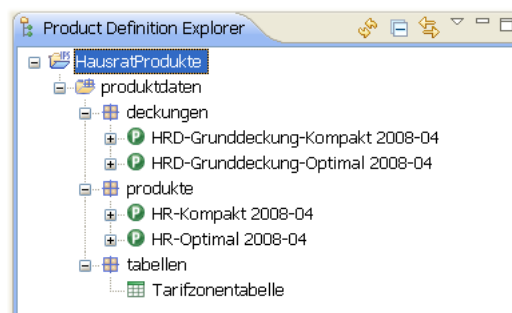 Product Definition Explorer
HausratProdukte
produktdaten
deckungen
HRD-Grunddeckung-Kompakt 2008-04
HRD-Grunddeckung-Optimal 2008-04
produkte
HR-Kompakt 2008-04
HR-Optimal 2008-04
tabellen
Tarifzonentabelle